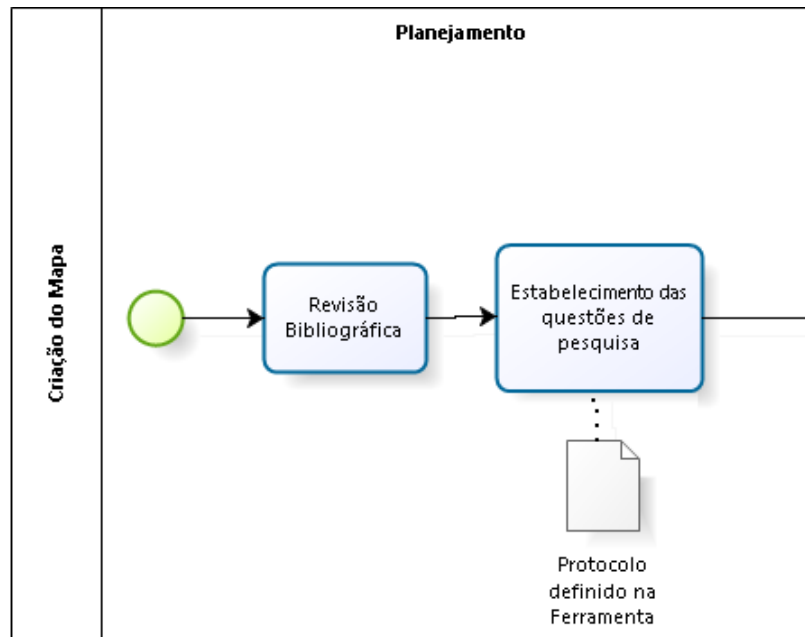 Planejamento
Criação do Mapa
Revisão
Bibliográfica
Estabelecimento das
questões de
pesquisa
Protocolo
definido na
Ferramenta